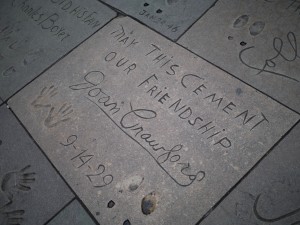 MAY THIS CEMENT
OUR FRIENDSHIP
Joan Crawford
9-14-29